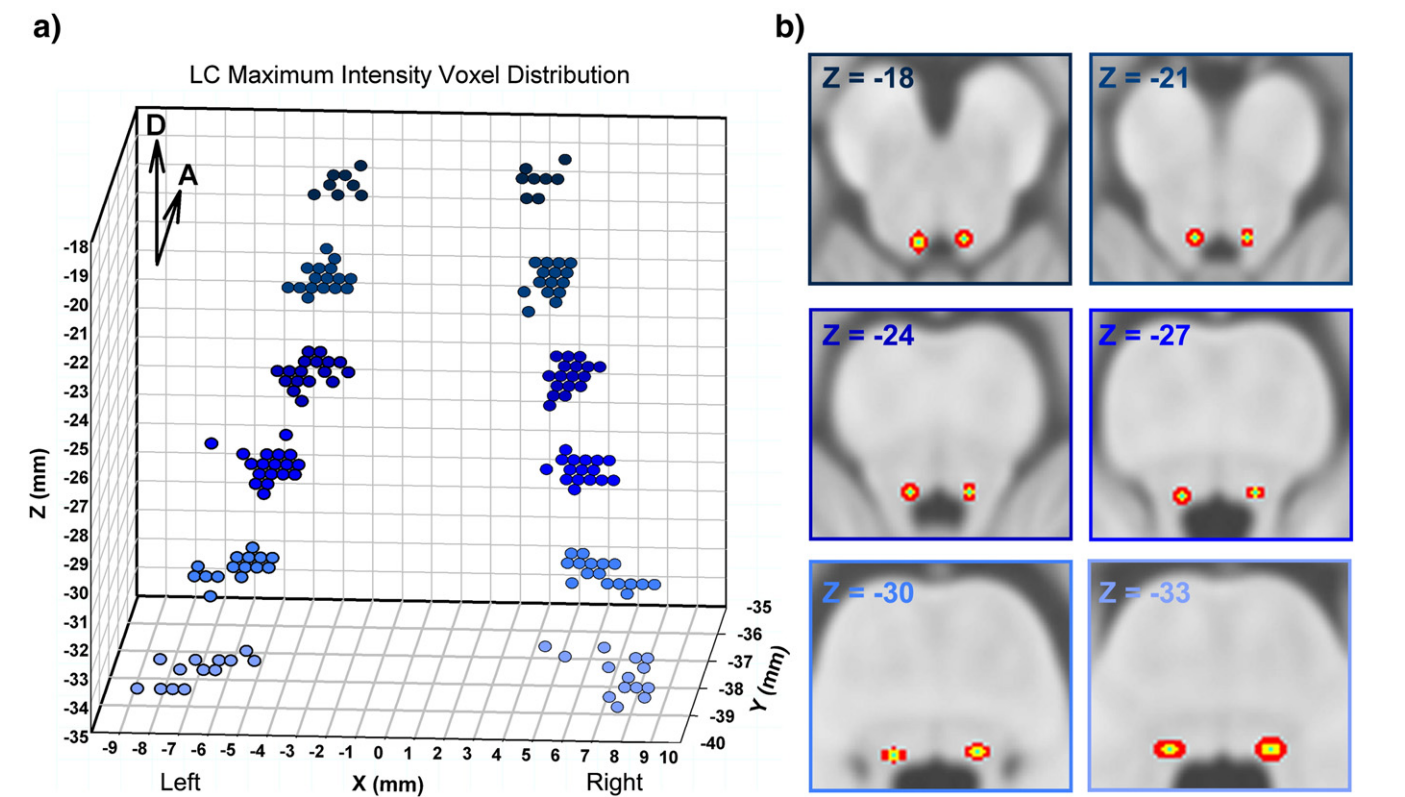 a)
LC Maximum Intensity Voxel Distribution
D
A
-18
-19
-20
-21
-22
-23
-24
-25
-26
-27
-28
-29
-30
-31
-32
-33
-34
-35
Z (mm)
-35
-36
-37
-38
-39
-40
Y (mm)
-9 -8 -7 -6 -5 -4 -3 -2 -1 0 1 2 3 4 5 6 7 8 9 10
Left X (mm) Right
b)
Z = -18
Z = -21
Z = -24
Z = -27
Z = -30
Z = -33